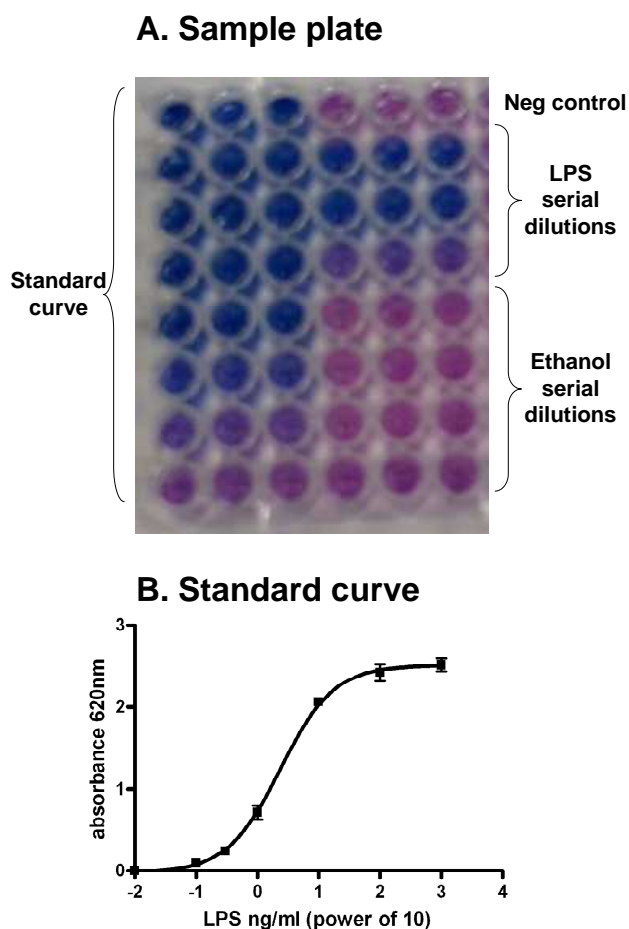 A. Sample plate
Neg control
LPS
serial
dilutions
Standard
curve
Ethanol
serial
dilutions
B. Standard curve
absorbance 620nm
3
2
1
0
-2 -1 0 1 2 3 4
LPS ng/ml (power of 10)